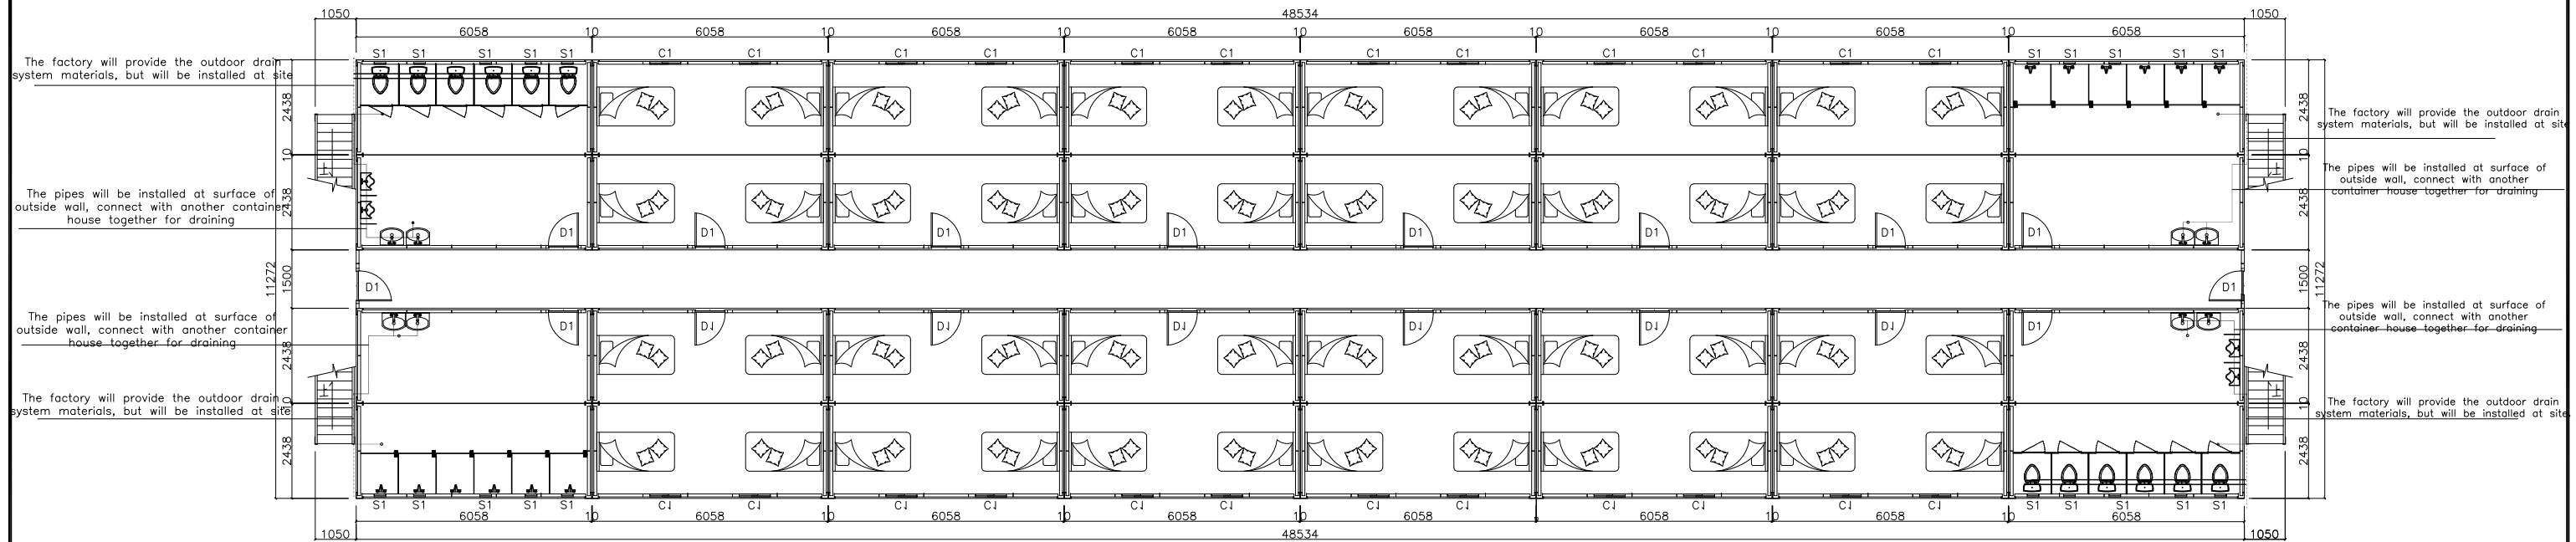 1050 48534 1050
6058 10 6058 10 6058 10 6058 10 6058 10 6058 10 6058 10 6058
S1 S1 S1 S1 S1 C1 C1 C1 C1 C1 C1 C1 C1 C1 C1 C1 C1 S1 S1 S1 S1 S1
The factory will provide the outdoor drain
system materials, but will be installed at site
2438
2438
The factory will provide the outdoor drain
system materials, but will be installed at site
10
10
The pipes will be installed at surface of
outside wall, connect with another container
house together for draining
2438
2438
The pipes will be installed at surface of
outside wall, connect with another
container house together for draining
D1 D1 D1 D1 D1 D1 D1 D1
11272
1500
D1
D1
1500
11272
The pipes will be installed at surface of
outside wall, connect with another container
house together for draining
2438
D1 D1 D1 D1 D1 D1 D1 D1
2438
The pipes will be installed at surface of
outside wall, connect with another
container house together for draining
The factory will provide the outdoor drain
system materials, but will be installed at site
10
2438
10
2438
The factory will provide the outdoor drain
system materials, but will be installed at site
S1 S1 S1 S1 S1 C1 C1 C1 C1 C1 C1 C1 C1 C1 C1 C1 C1 S1 S1 S1 S1 S1
6058 10 6058 10 6058 10 6058 10 6058 6058 10 6058 10 6058
1050 48534 1050